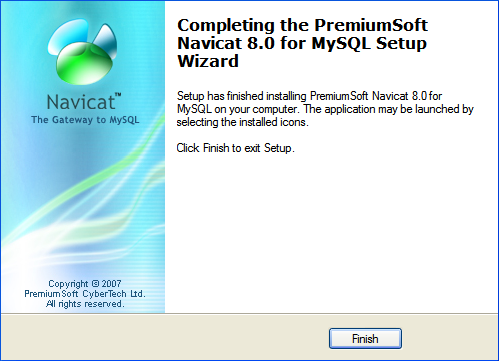 Completing the PremiumSoft
Navicat 8.0 for MySQL Setup
Wizard
Setup has finished installing PremiumSoft Navicat 8.0 for
MySQL on your computer. The application may be launched by
selecting the installed icons.
Click Finish to exit Setup.
Navicat™
The Gateway to MySQL
Copyright © 2007
PremiumSoft CyberTech Ltd.
All rights reserved.
Finish